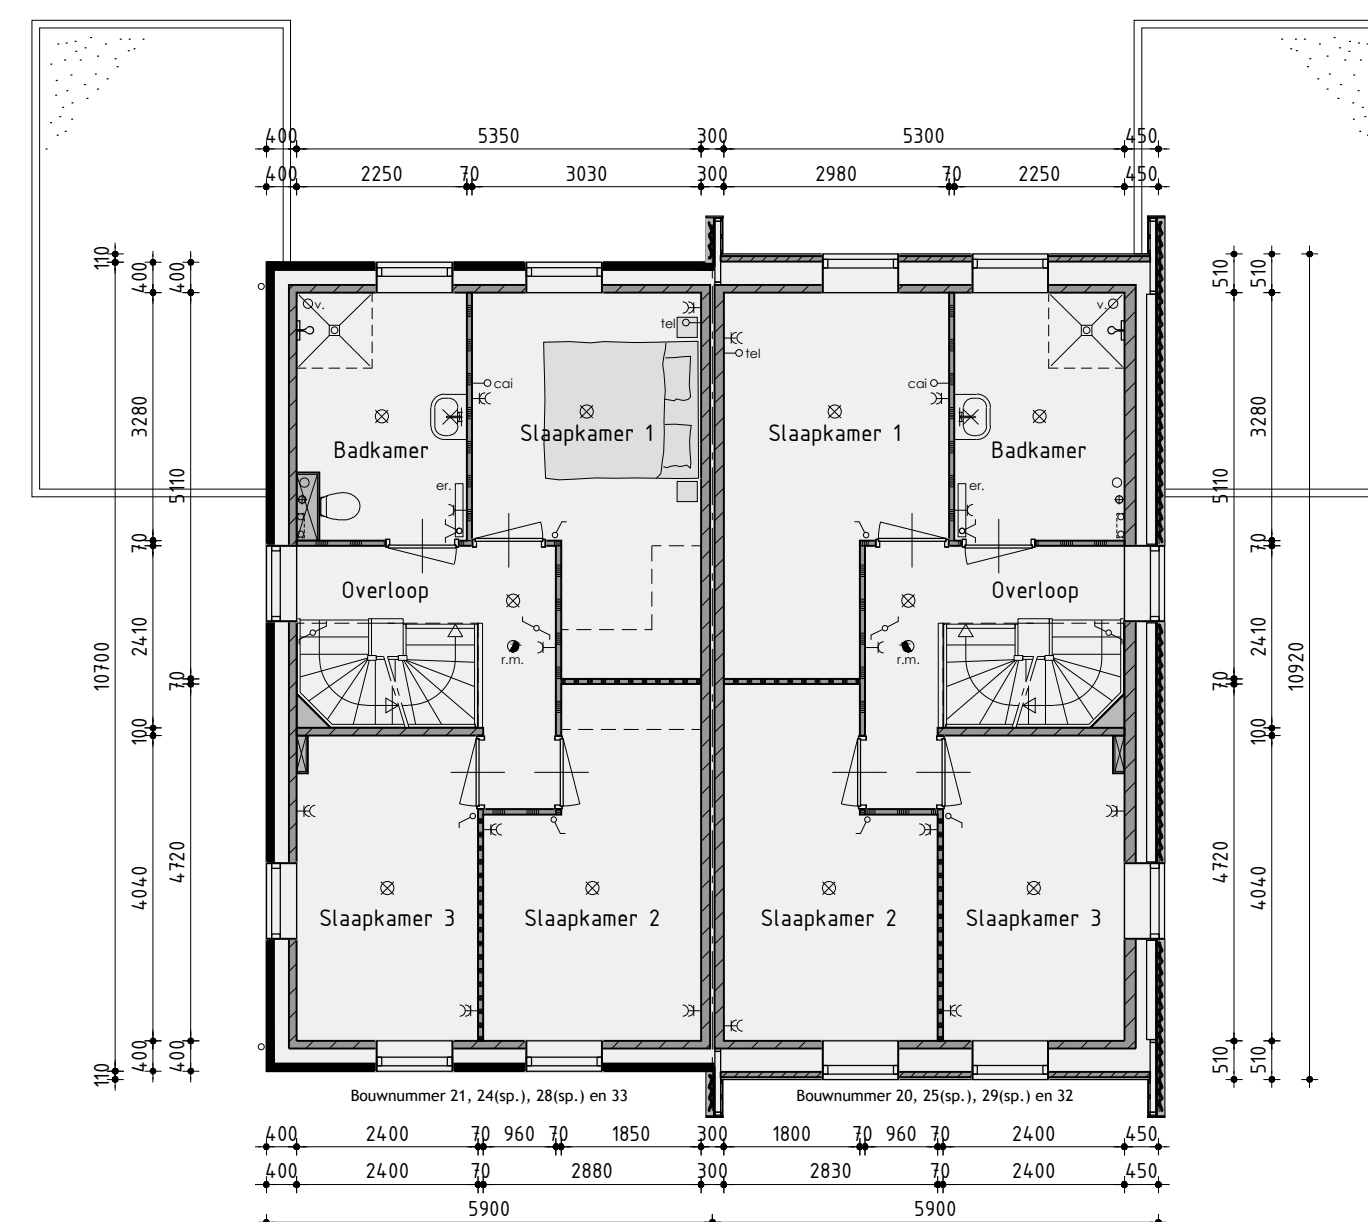 400 5350 300 5300 450
400 2250 70 3030 300 2980 70 2250 450
110 400 400 510 510
v. v.
tel tel
cai cai
3280 3280
Slaapkamer 1 Slaapkamer 1
Badkamer Badkamer
5110 er. er. 5110
70 70
Overloop Overloop
2410 2410
r.m. r.m.
10700 70 70 10920
100 100
4720 4720
4040 4040
Slaapkamer 3 Slaapkamer 2 Slaapkamer 2 Slaapkamer 3
400 400 510 510
110
Bouwnummer 21, 24(sp.), 28(sp.) en 33 Bouwnummer 20, 25(sp.), 29(sp.) en 32
400 2400 70 960 70 1850 300 1800 70 960 70 2400 450
400 2400 70 2880 300 2830 70 2400 450
5900 5900